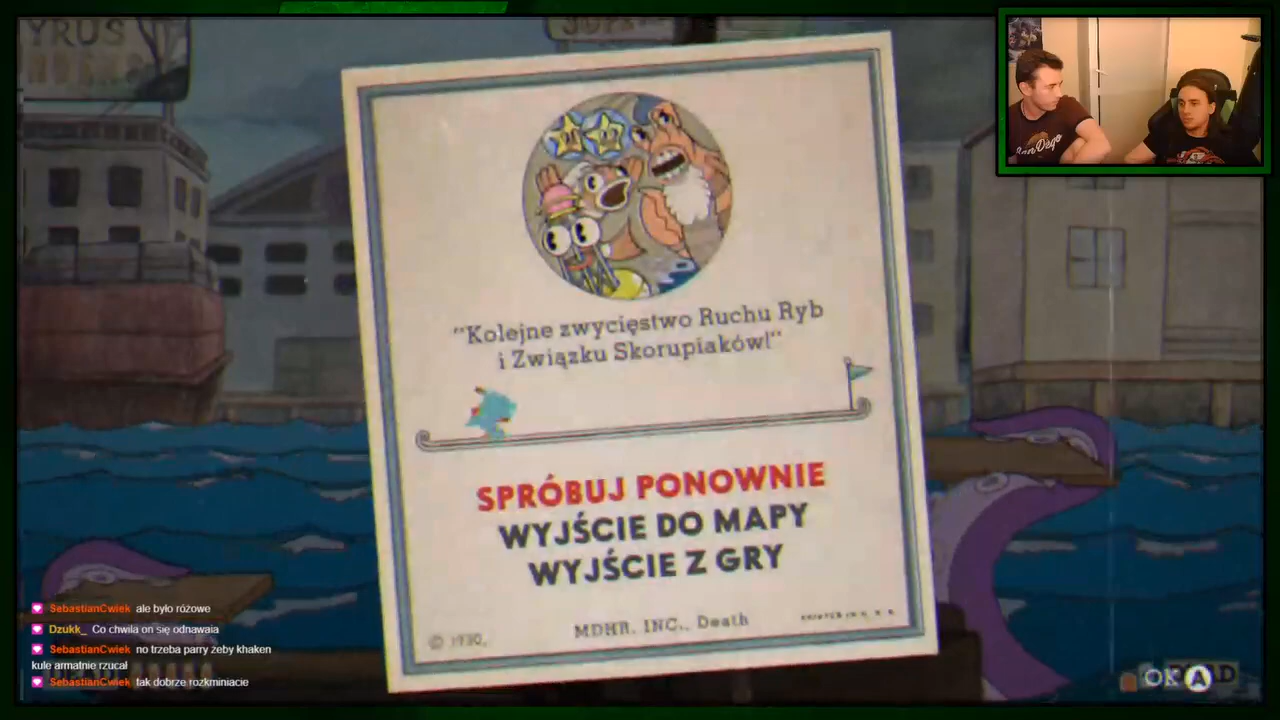 YRUS
"Kolejne zwycięstwo Ruchu Ryb
i Związku Skorupiaków!"
SPRÓBUJ PONOWNIE
WYJŚCIE DO MAPY
WYJŚCIE Z GRY
© 1930,
MDHR. INC., Death
SebastianCwiek ale było różowe
Dzukk_ Co chwila on się odnawaia
SebastianCwiek no trzeba parry żeby khaken
kule armatnie rzucał
SebastianCwiek tak dobrze rozkminiacie
OK A